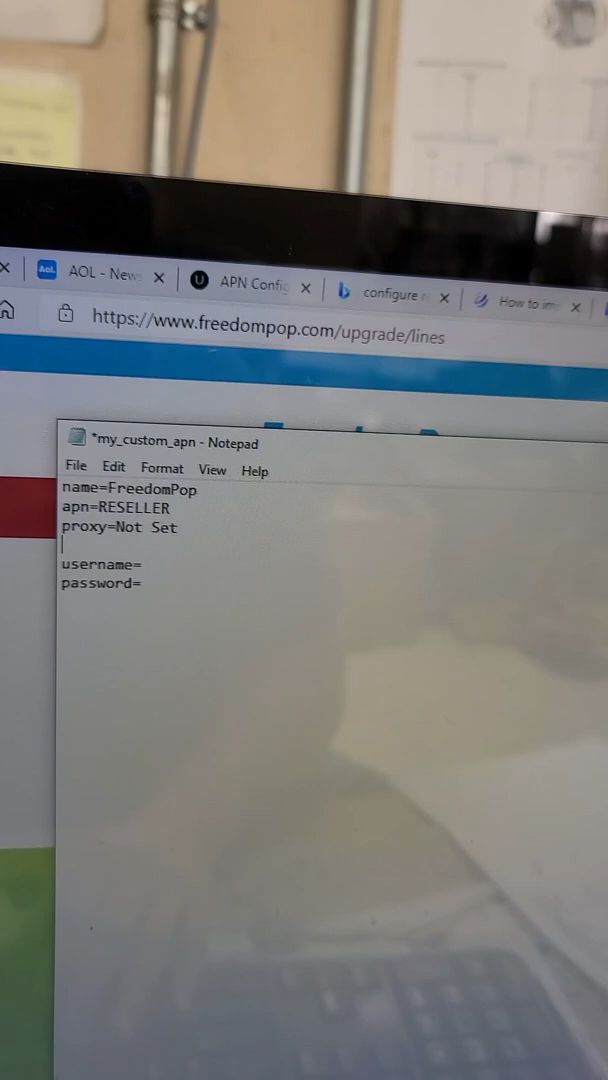 AOL - New
APN Config
configure
How to im
https://www.freedompop.com/upgrade/lines
*my_custom_apn - Notepad
File Edit Format View Help
name=FreedomPop
apn=RESELLER
proxy=Not Set
username=
password=